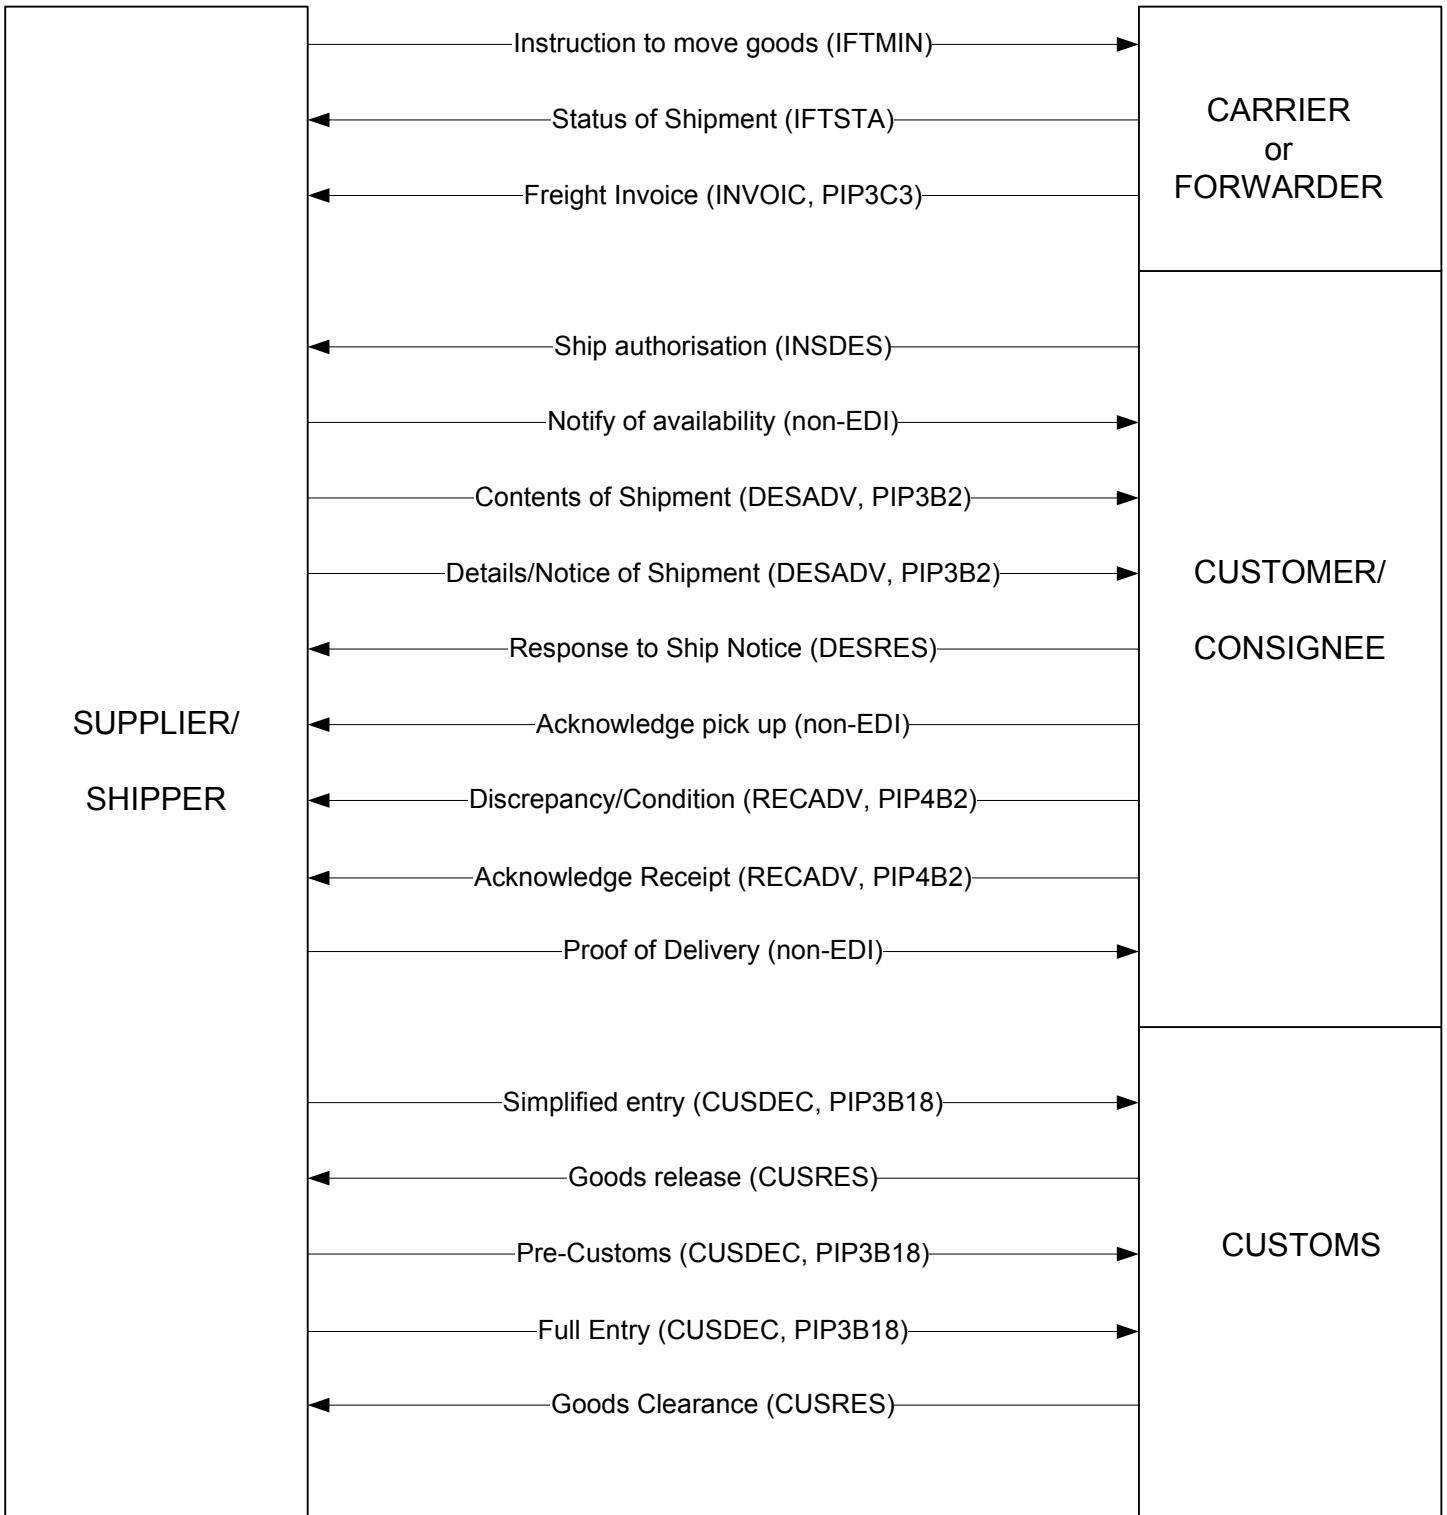 Instruction to move goods (IFTMIN)
Status of Shipment (IFTSTA)
Freight Invoice (INVOIC, PIP3C3)
CARRIER
or
FORWARDER
Ship authorisation (INSDES)
Notify of availability (non-EDI)
Contents of Shipment (DESADV, PIP3B2)
Details/Notice of Shipment (DESADV, PIP3B2)
Response to Ship Notice (DESRES)
Acknowledge pick up (non-EDI)
Discrepancy/Condition (RECADV, PIP4B2)
Acknowledge Receipt (RECADV, PIP4B2)
Proof of Delivery (non-EDI)
CUSTOMER/
CONSIGNEE
SUPPLIER/
SHIPPER
Simplified entry (CUSDEC, PIP3B18)
Goods release (CUSRES)
Pre-Customs (CUSDEC, PIP3B18)
Full Entry (CUSDEC, PIP3B18)
Goods Clearance (CUSRES)
CUSTOMS